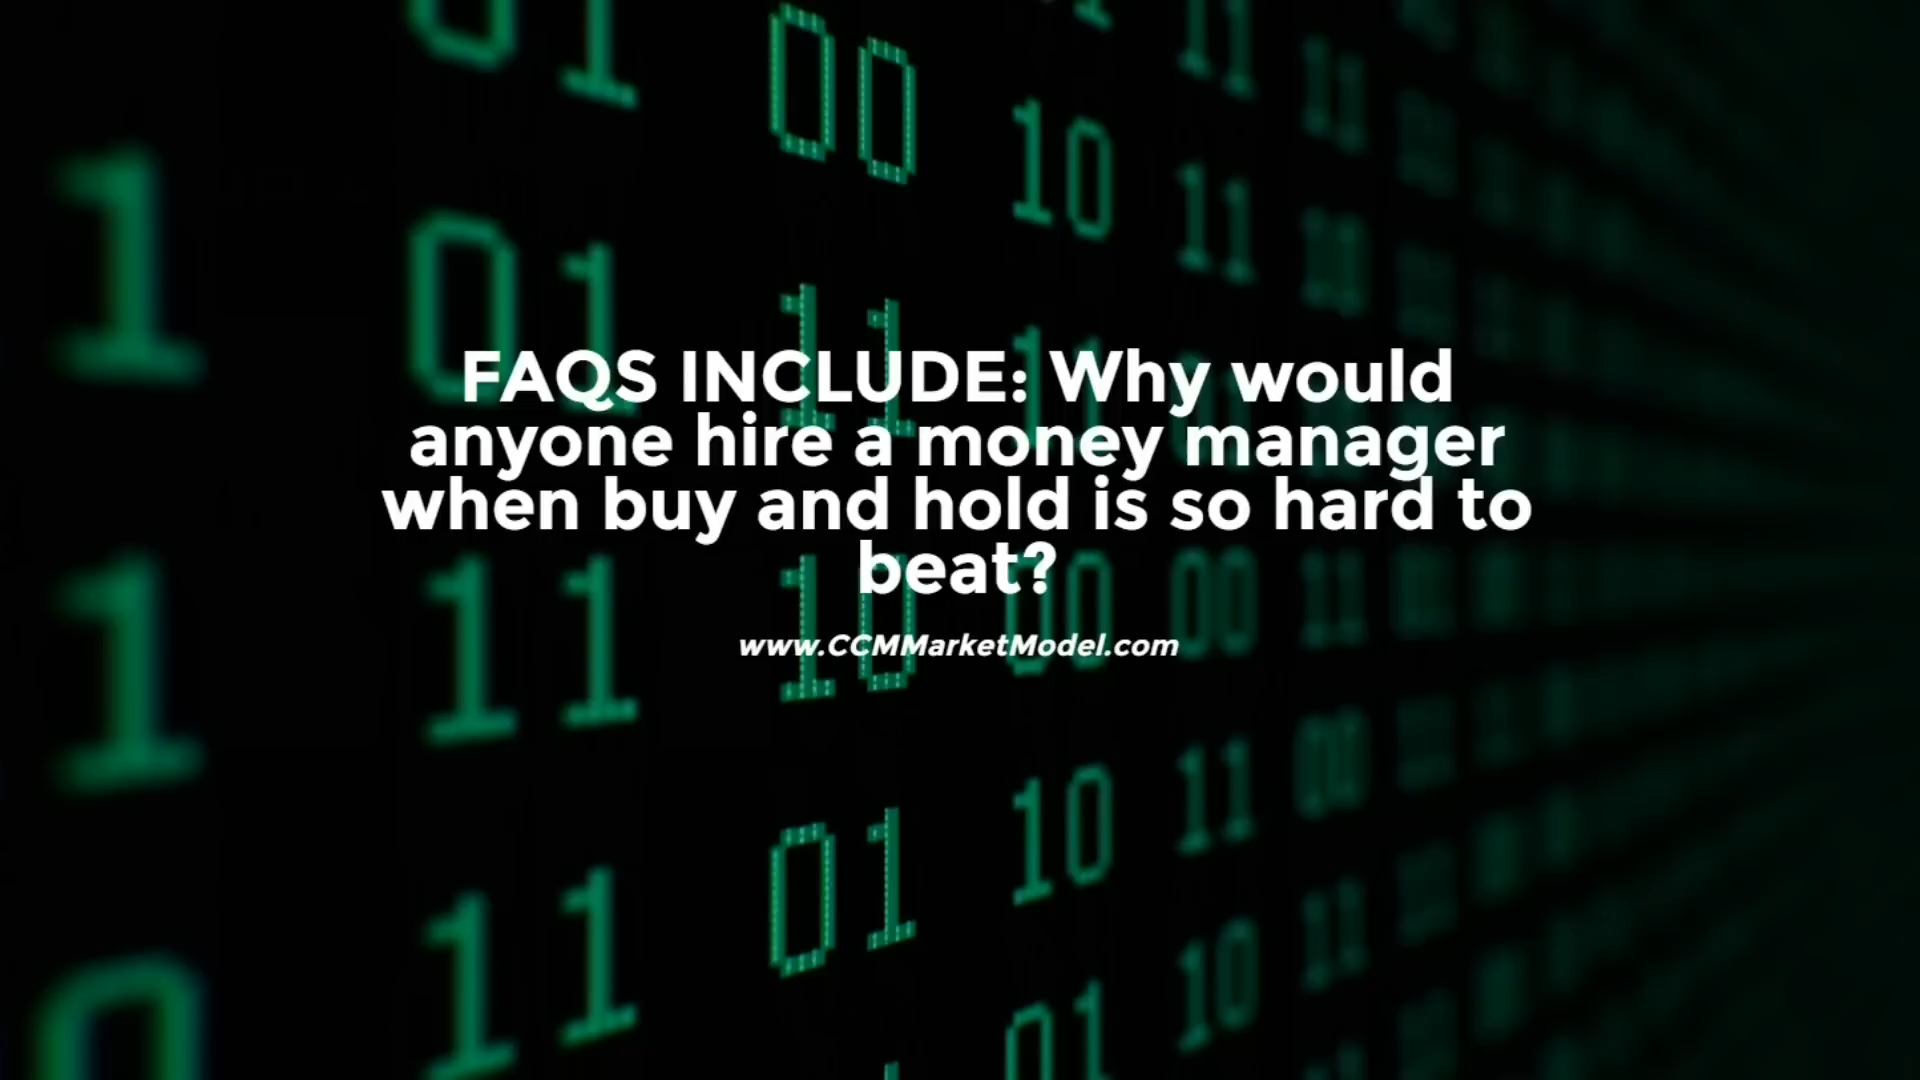 FAQS INCLUDE: Why would
anyone hire a money manager
when buy and hold is so hard to
beat?
www.CCMMarketModel.com